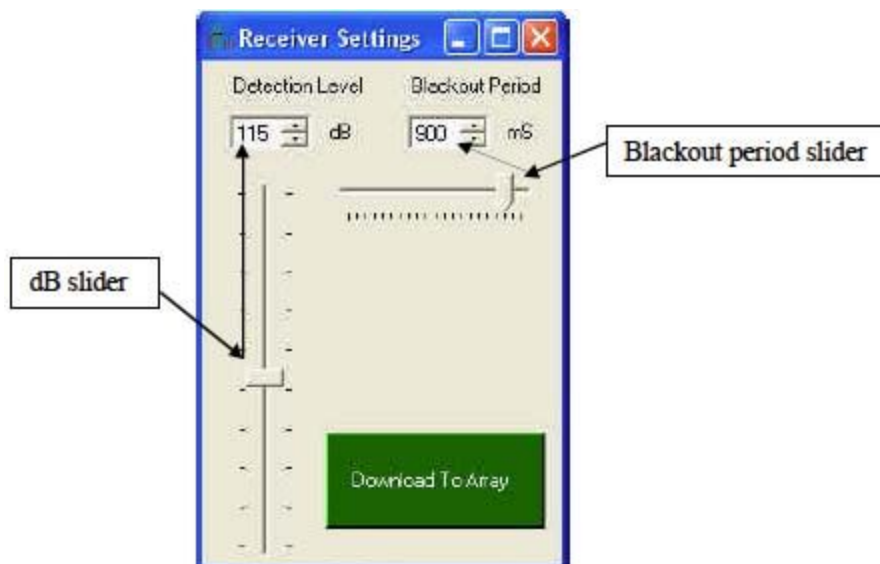 Receiver Settings
Detection Level
Blackout Period
115
dB
900
mS
Blackout period slider
dB slider
Download To Array